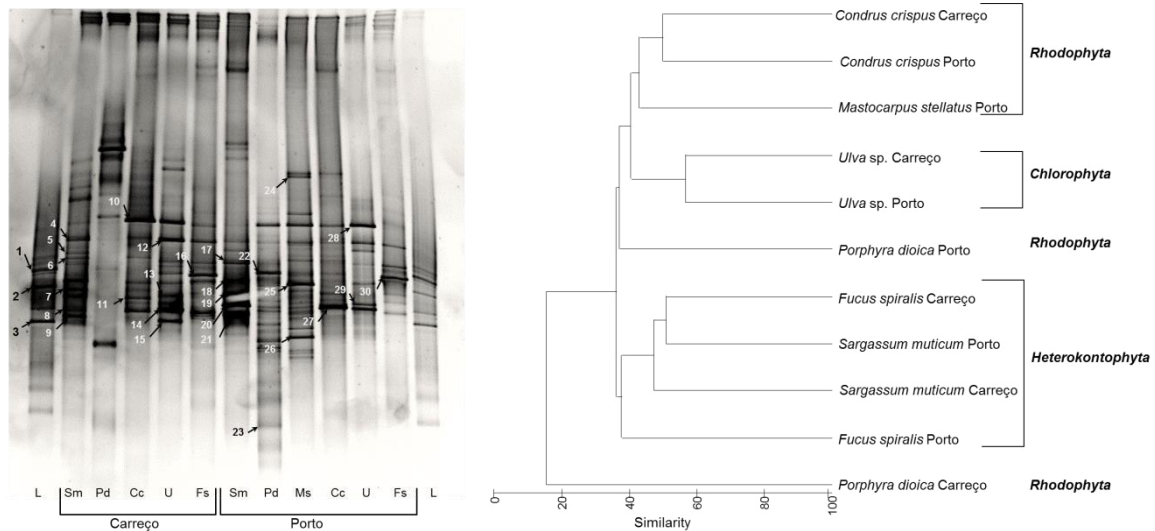 24
10
4
5
6
1
2
3
7
8
9
11
12
13
14
15
16
17
18
19
20
21
22
25
26
27
23
28
29
30
L Sm Pd Cc U Fs Sm Pd Ms Cc U Fs L
Carreço Porto
Condrus crispus Carreço
Condrus crispus Porto
Mastocarpus stellatus Porto
Rhodophyta
Ulva sp. Carreço
Ulva sp. Porto
Chlorophyta
Porphyra dioica Porto
Rhodophyta
Fucus spiralis Carreço
Sargassum muticum Porto
Sargassum muticum Carreço
Fucus spiralis Porto
Heterokontophyta
Porphyra dioica Carreço
Rhodophyta
0 20 40 60 80 100
Similarity